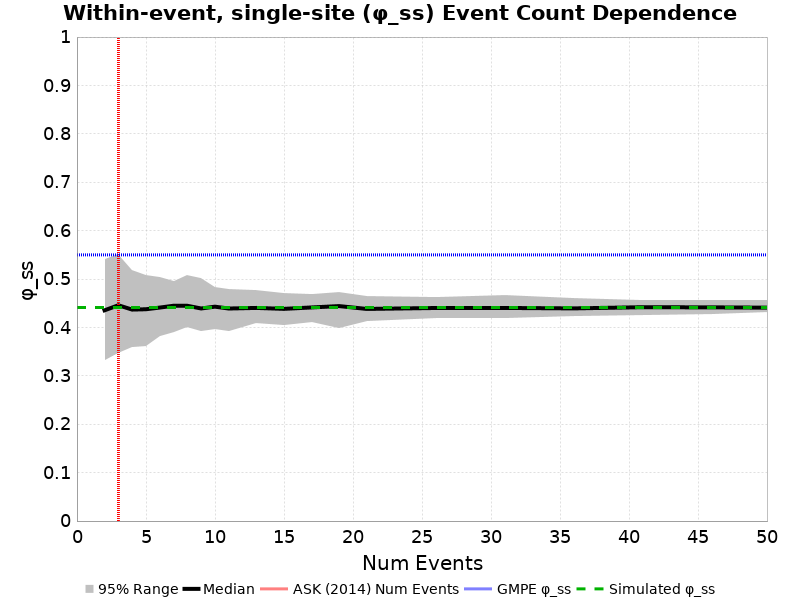 Within-event, single-site (φ_ss) Event Count Dependence
1
0.9
0.8
0.7
0.6
0.5
0.4
0.3
0.2
0.1
0
φ_ss
0 5 10 15 20 25 30 35 40 45 50
Num Events
95% Range Median ASK (2014) Num Events GMPE φ_ss Simulated φ_ss